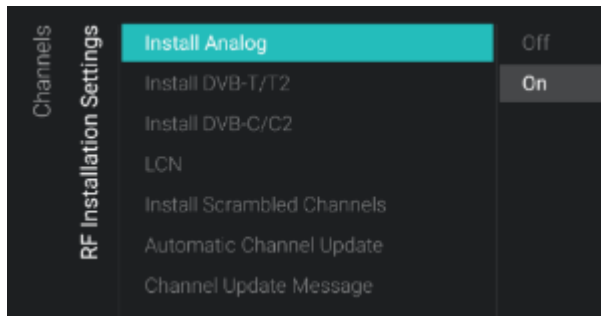 Channels
RF Installation Settings
Install Analog
Install DVB-T/T2
Install DVB-C/C2
LCN
Install Scrambled Channels
Automatic Channel Update
Channel Update Message
Off
On